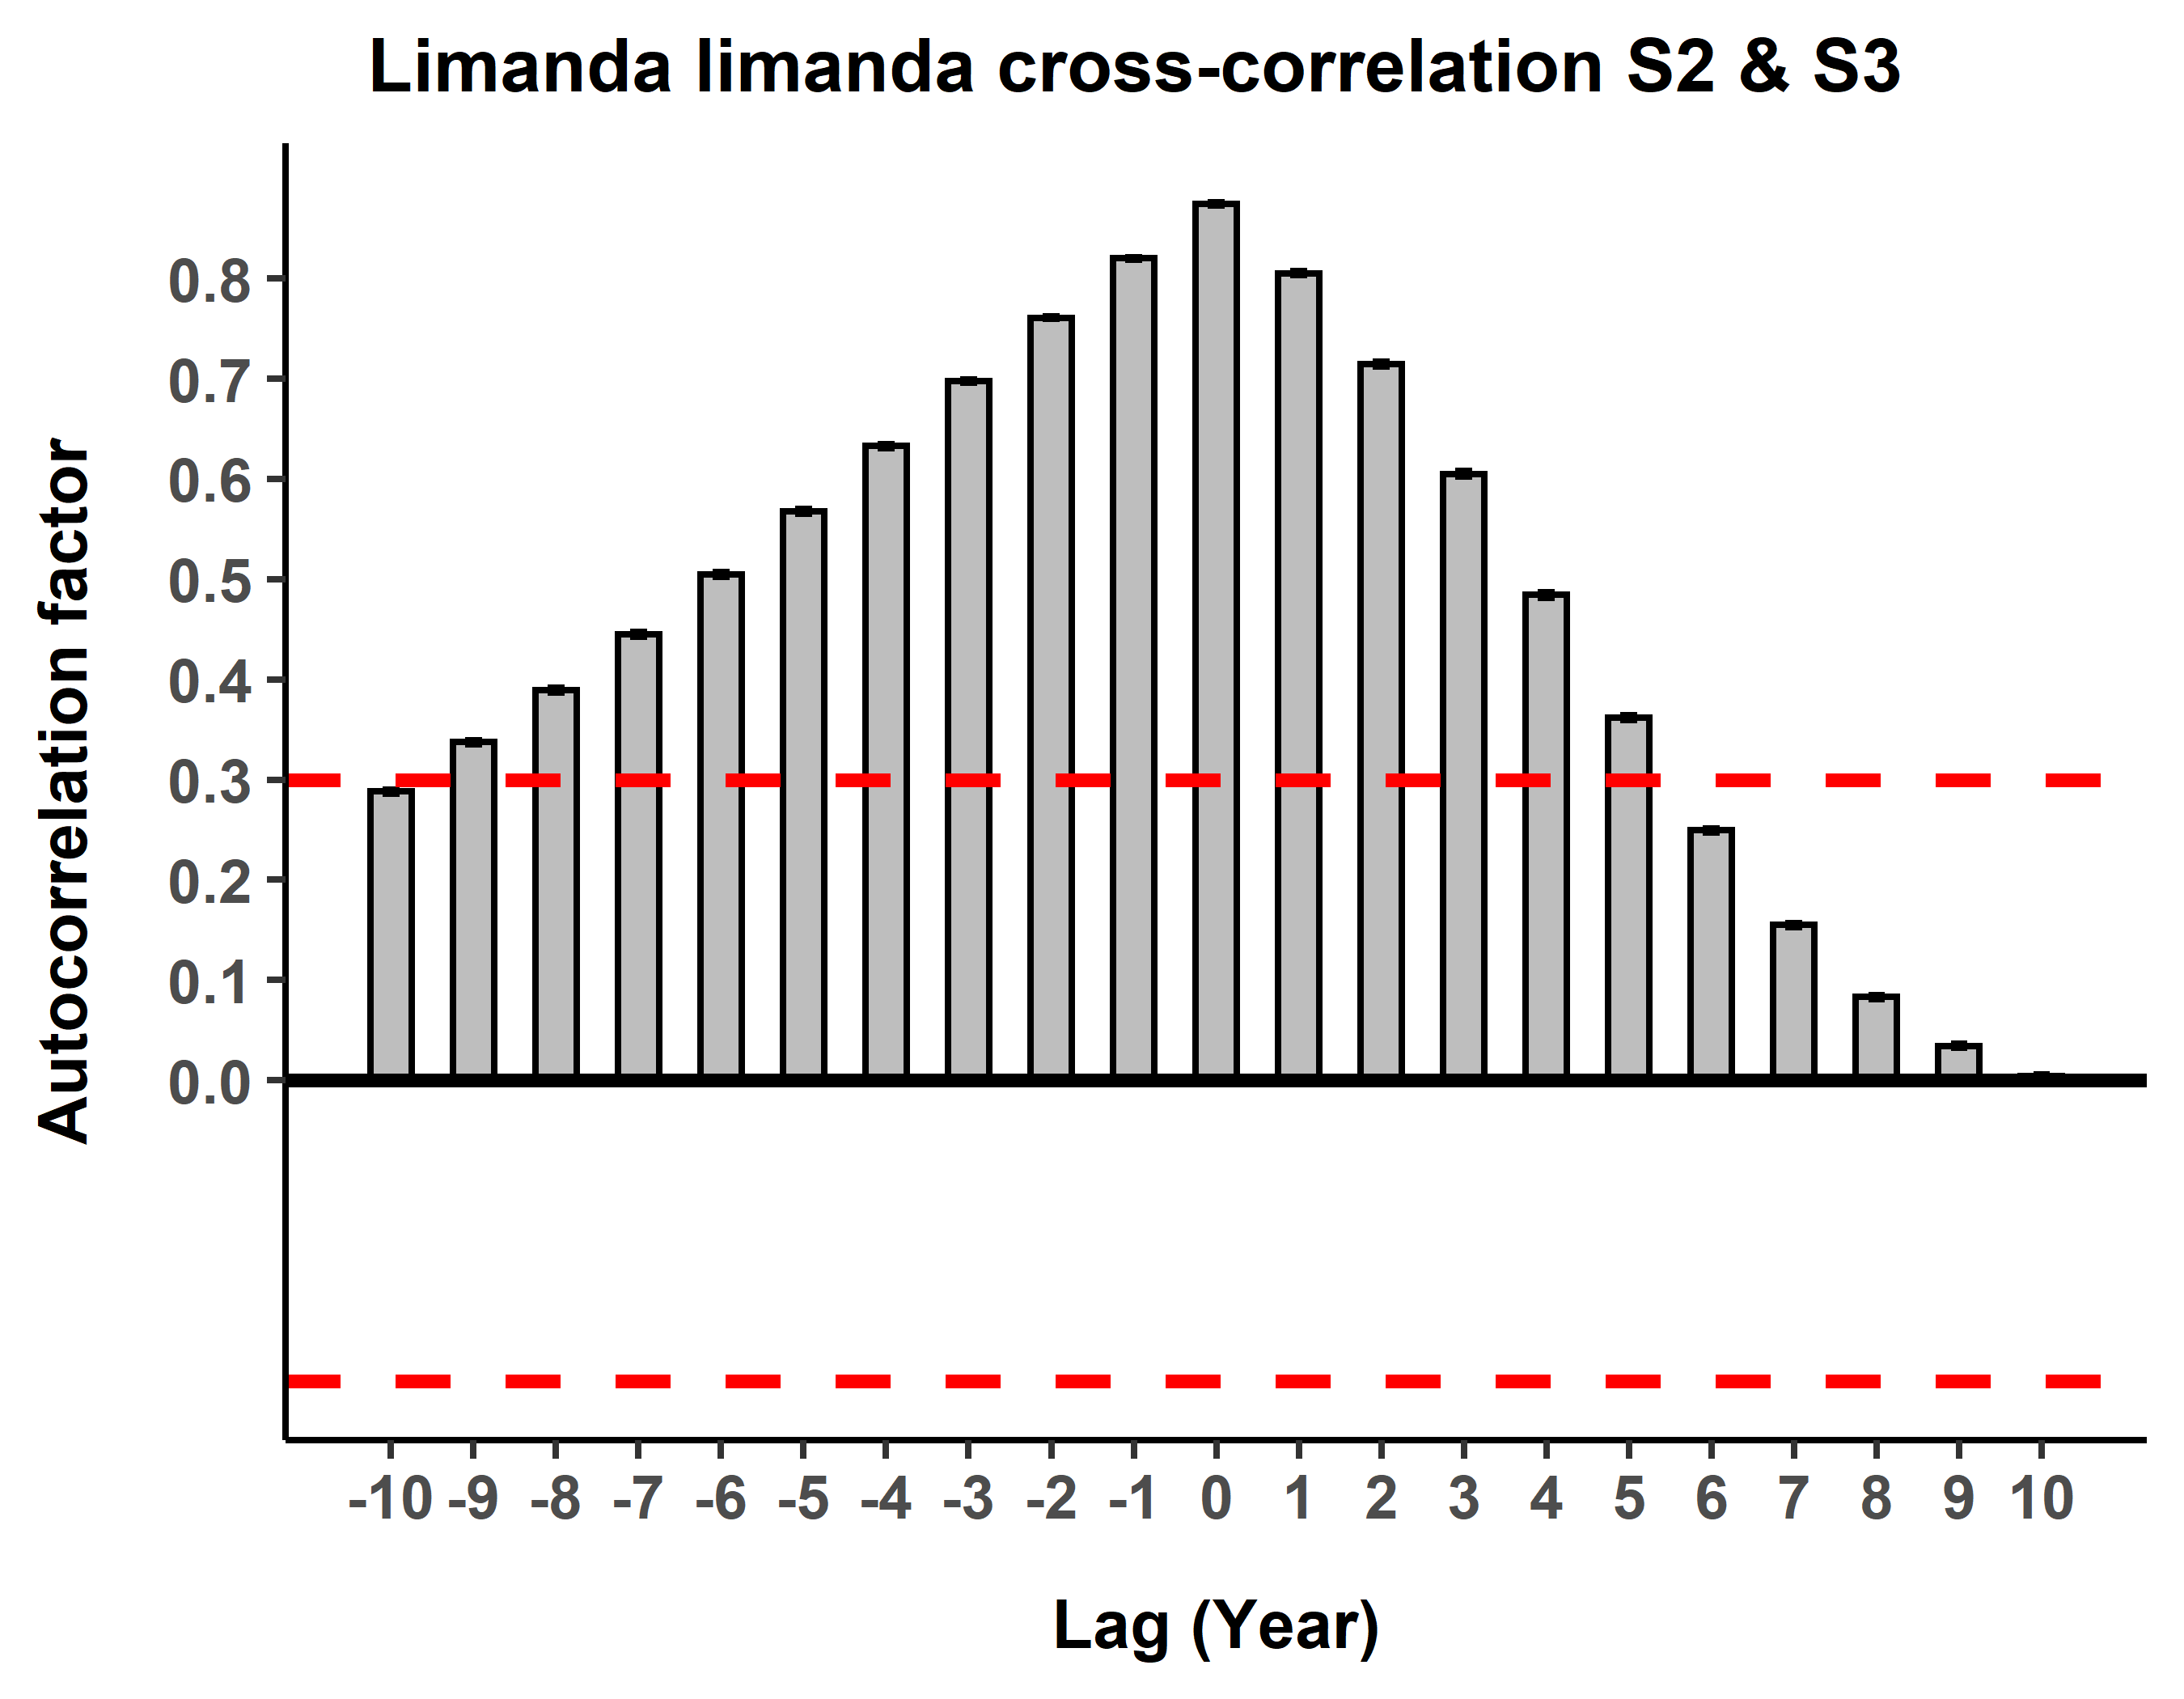 Limanda limanda cross-correlation S2 & S3
Autocorrelation factor
0.8
0.7
0.6
0.5
0.4
0.3
0.2
0.1
0.0
-10 -9 -8 -7 -6 -5 -4 -3 -2 -1 0 1 2 3 4 5 6 7 8 9 10
Lag (Year)